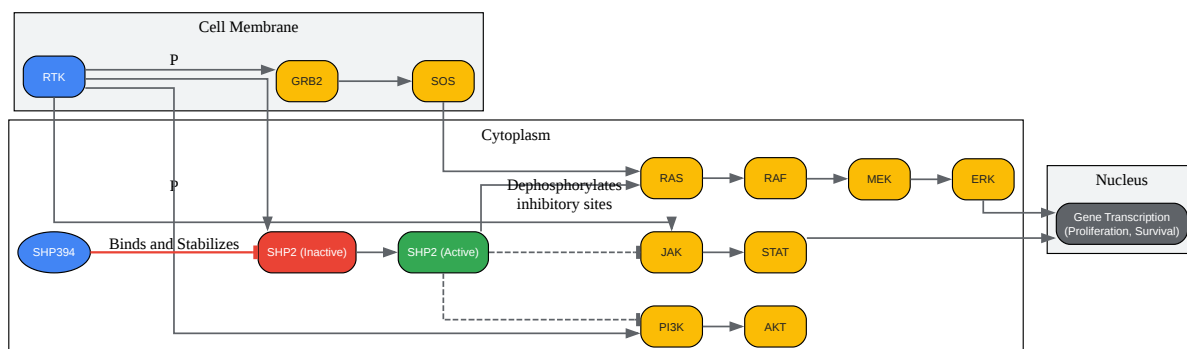 Cell Membrane
P
RTK
GRB2
SOS
Cytoplasm
P
Dephosphorylates
inhibitory sites
RAS
RAF
MEK
ERK
Nucleus
Gene Transcription
(Proliferation, Survival)
SHP394
Binds and Stabilizes
SHP2 (Inactive)
SHP2 (Active)
JAK
STAT
PI3K
AKT